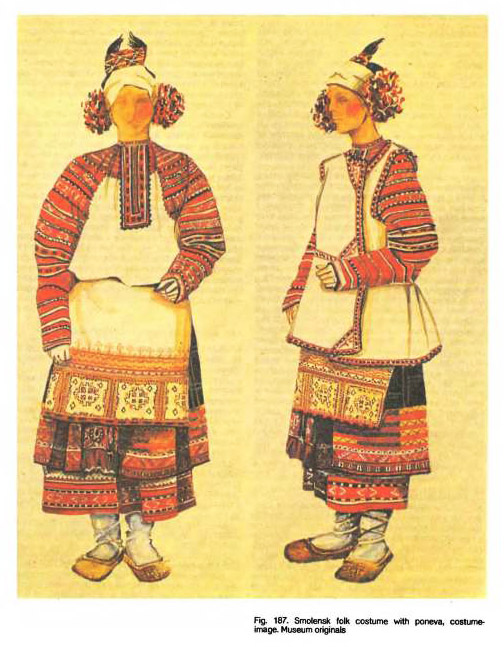 Fig. 187. Smolensk folk costume with poneva, costume-
image. Museum originals